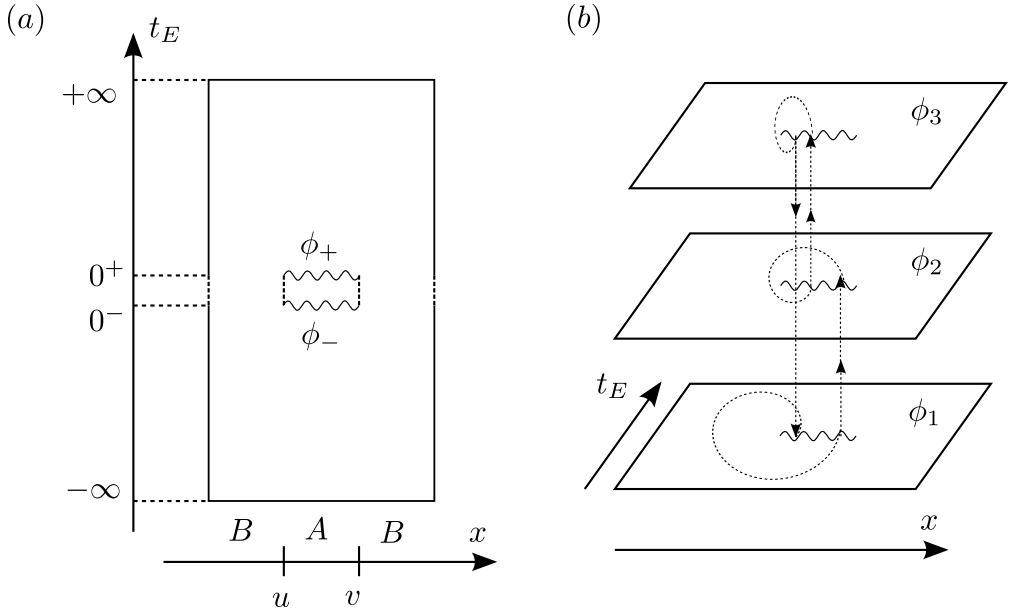 (a)
t_E
+∞
ϕ_+
0^+
0^-
ϕ_-
-∞
B A B
x
u v
(b)
ϕ_3
ϕ_2
t_E
ϕ_1
x